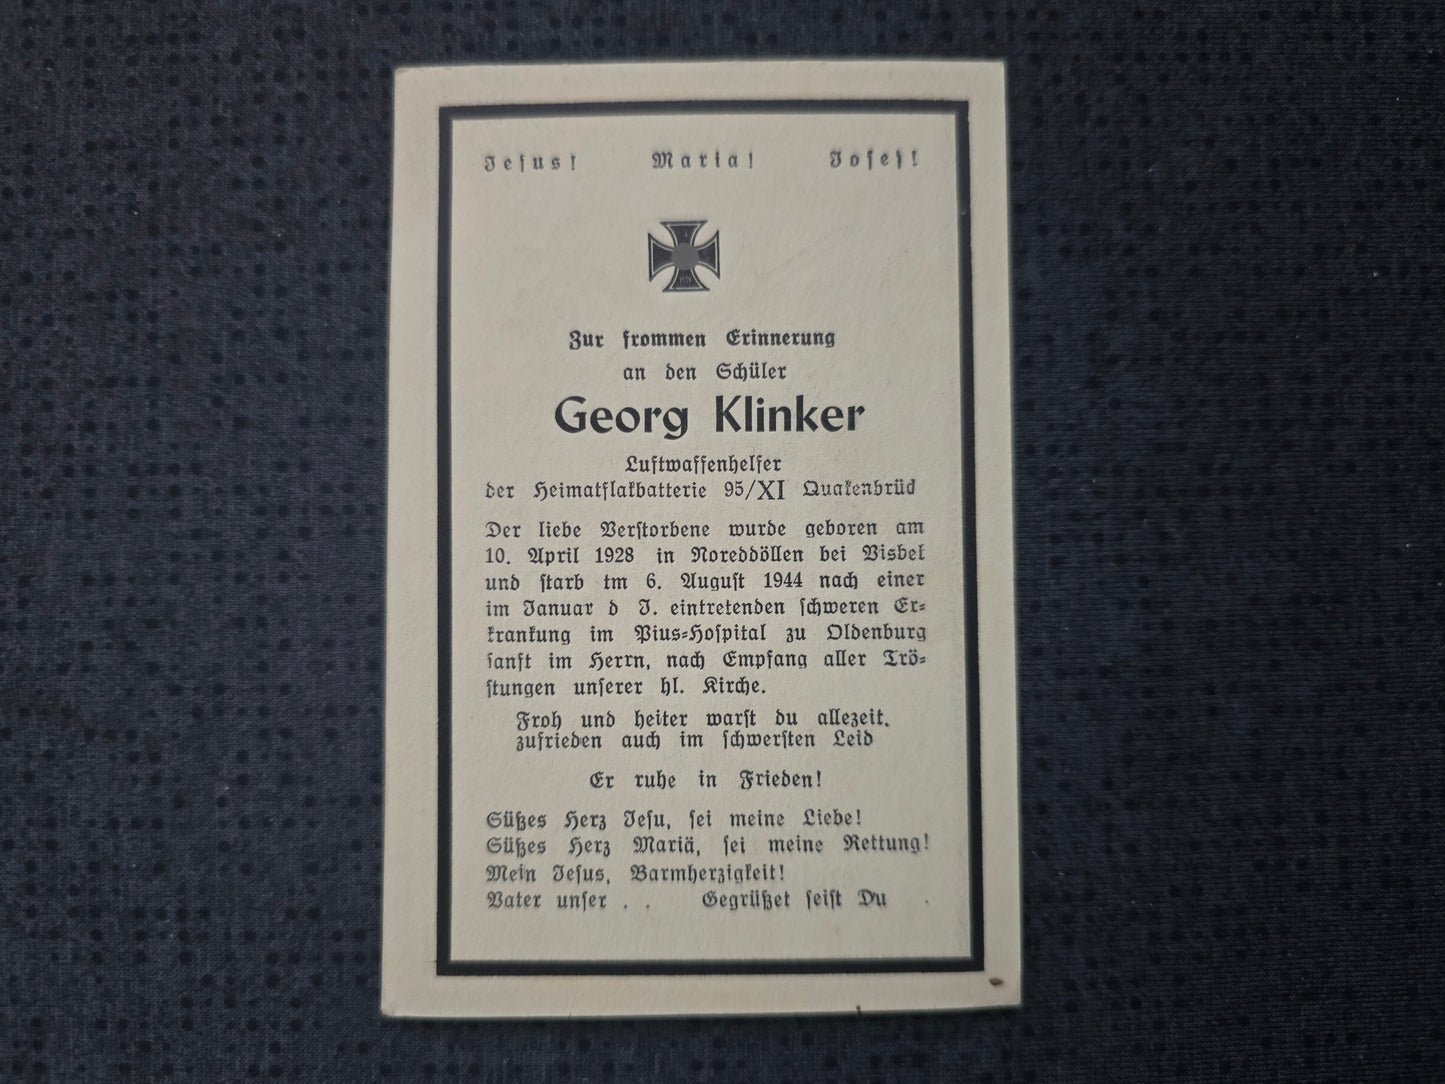 Jesus! Maria! Josef!
Zur frommen Erinnerung
an den Schüler
Georg Klinker
Luftwaffenhelfer
der Heimatflakbatterie 95/XI Quakenbrück
Der liebe Verstorbene wurde geboren am
10. April 1928 in Noreddöllen bei Visbek
und starb tm 6. August 1944 nach einer
im Januar d J. eintretenden schweren Er-
krankung im Pius-Hospital zu Oldenburg
sanft im Herrn, nach Empfang aller Trö-
stungen unserer hl. Kirche.
Froh und heiter warst du allezeit.
zufrieden auch im schwersten Leid
Er ruhe in Frieden!
Süßes Herz Jesu, sei meine Liebe!
Süßes Herz Mariä, sei meine Rettung!
Mein Jesus, Barmherzigkeit!
Vater unser . . Gegrüßet seist Du .